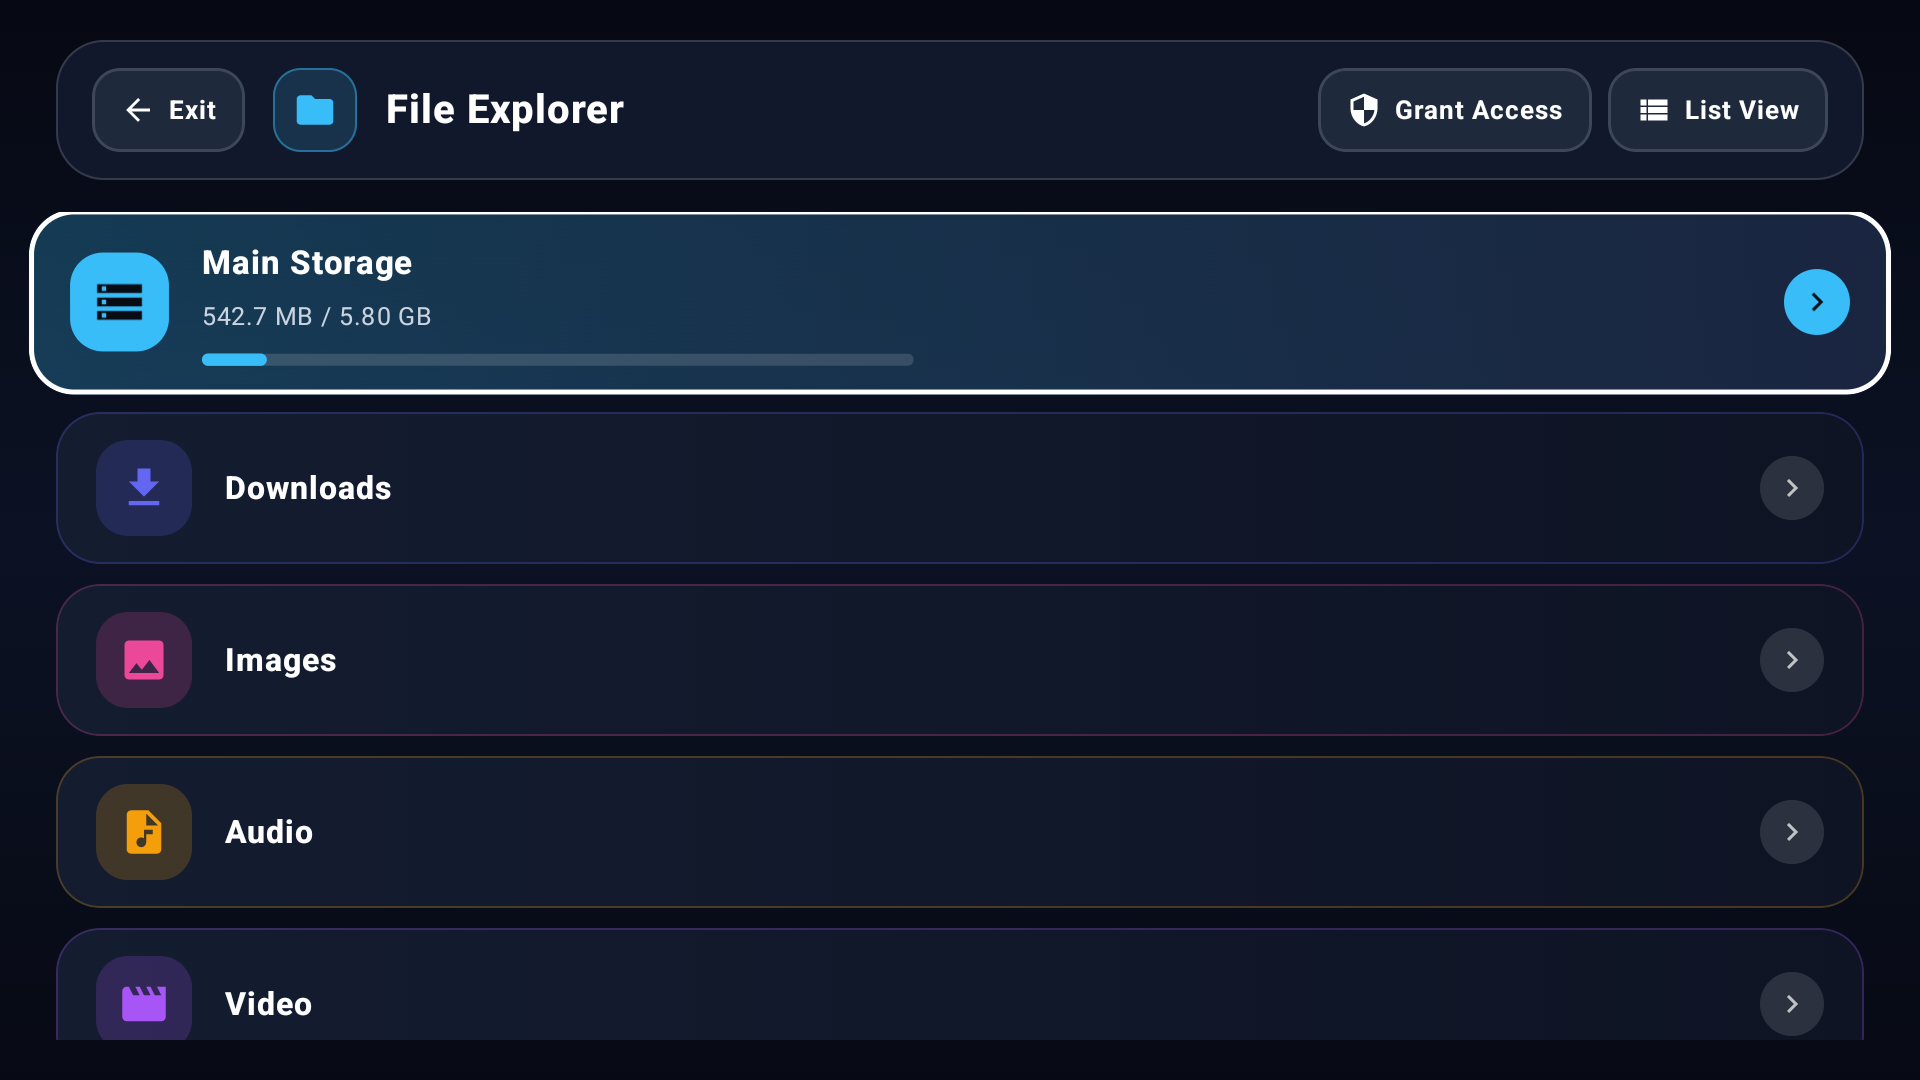 Exit
File Explorer
Grant Access
List View
Main Storage
542.7 MB / 5.80 GB
Downloads
Images
Audio
Video